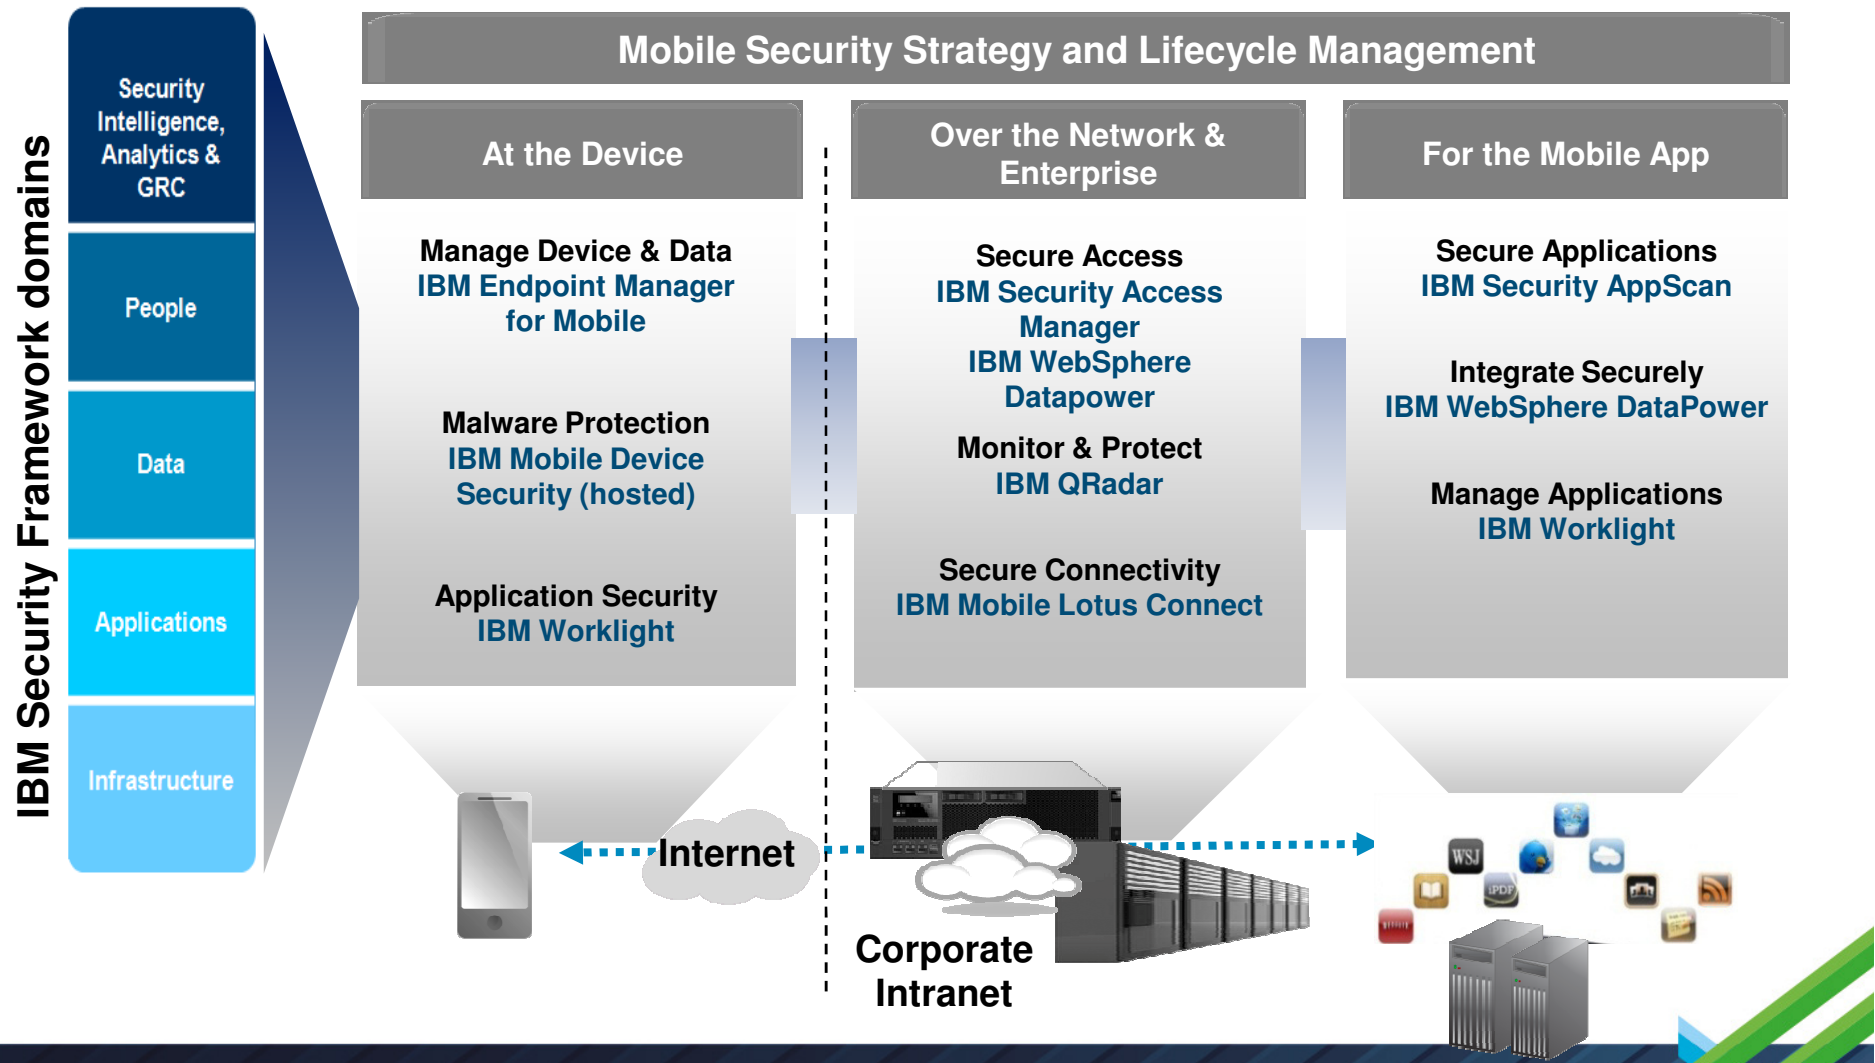 IBM Security Framework domains
Security
Intelligence,
Analytics &
GRC
People
Data
Applications
Infrastructure
Mobile Security Strategy and Lifecycle Management
At the Device
Manage Device & Data
IBM Endpoint Manager
for Mobile
Malware Protection
IBM Mobile Device
Security (hosted)
Application Security
IBM Worklight
Over the Network &
Enterprise
Secure Access
IBM Security Access
Manager
IBM WebSphere
Datapower
Monitor & Protect
IBM QRadar
Secure Connectivity
IBM Mobile Lotus Connect
For the Mobile App
Secure Applications
IBM Security AppScan
Integrate Securely
IBM WebSphere DataPower
Manage Applications
IBM Worklight
Internet
Corporate
Intranet
WSJ
iPDF